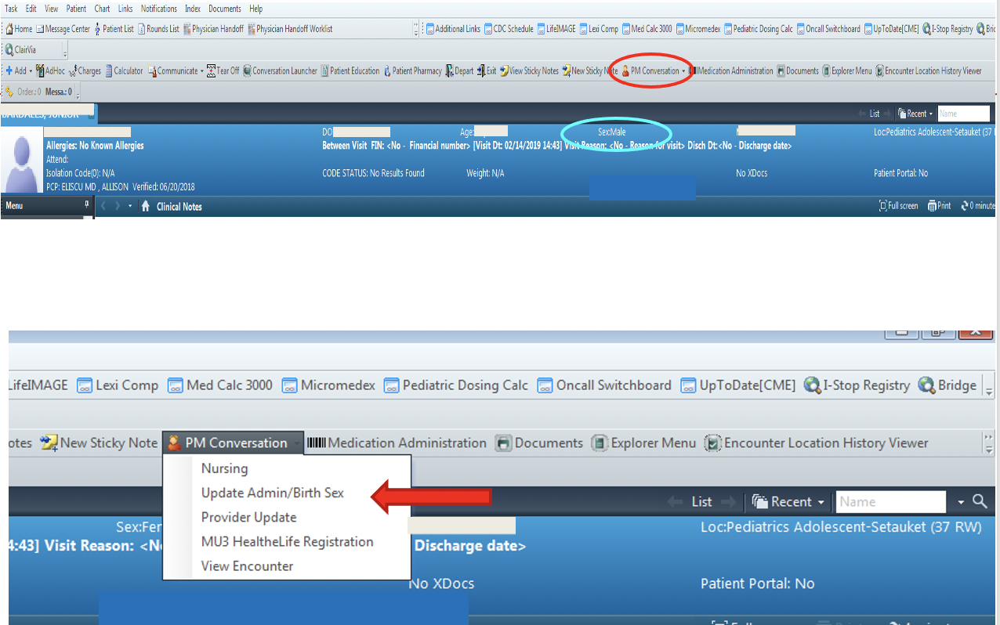 Task Edit View Patient Chart Links Notifications Index Documents Help
Home Message Center Patient List Rounds List Physician Handoff Physician Handoff Worklist Additional Links CDC Schedule LifeIMAGE Lexi Comp Med Calc 3000 Micromedex Pediatric Dosing Calc Oncall Switchboard UpToDate[CME] I-Stop Registry
ClairVia
Add AdHoc Charges Calculator Communicate Tear Off Conversation Launcher Patient Education Patient Pharmacy Depart Exit View Sticky Notes New Sticky Note PM Conversation Medication Administration Documents Explorer Menu Encounter Location History Viewer
Order.: 0 Messa.: 0
List Recent Name
DO Age: Sex:Male Loc:Pediatrics Adolescent-Setauket (37
Allergies: No Known Allergies Between Visit FIN: <No - Financial number> [Visit Dt: 02/14/2019 14:43] Visit Reason: <No - Reason for visit> Disch Dt:<No - Discharge date>
Attend:
Isolation Code(0): N/A CODE STATUS: No Results Found Weight: N/A No XDocs Patient Portal: No
PCP: ELISCU MD , ALLISON Verified: 06/20/2018
Menu Clinical Notes Full screen Print 0 minute
LifeIMAGE Lexi Comp Med Calc 3000 Micromedex Pediatric Dosing Calc Oncall Switchboard UpToDate[CME] I-Stop Registry Bridge
otes New Sticky Note PM Conversation Medication Administration Documents Explorer Menu Encounter Location History Viewer
Nursing
Update Admin/Birth Sex
List Recent Name
Provider Update
Sex:Fer Loc:Pediatrics Adolescent-Setauket (37 RW)
MU3 HealtheLife Registration
4:43] Visit Reason: <No Discharge date>
View Encounter
No XDocs Patient Portal: No